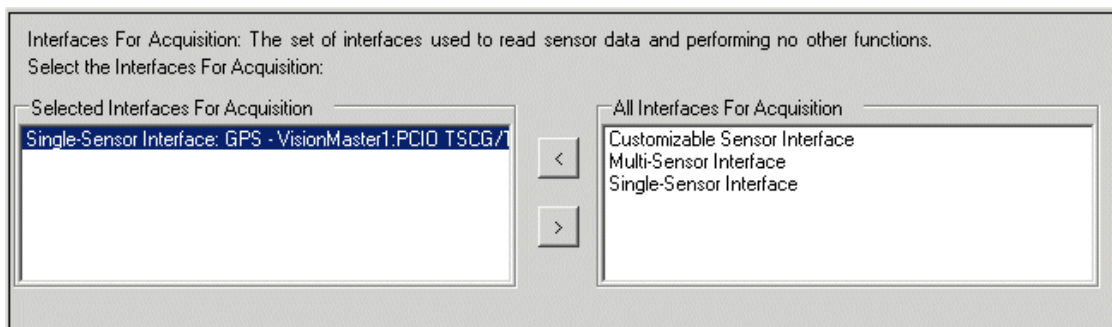 Interfaces For Acquisition: The set of interfaces used to read sensor data and performing no other functions.
Select the Interfaces For Acquisition:
Selected Interfaces For Acquisition
Single-Sensor Interface: GPS - VisionMaster1:PCIO TSCG/
<
>
All Interfaces For Acquisition
Customizable Sensor Interface
Multi-Sensor Interface
Single-Sensor Interface